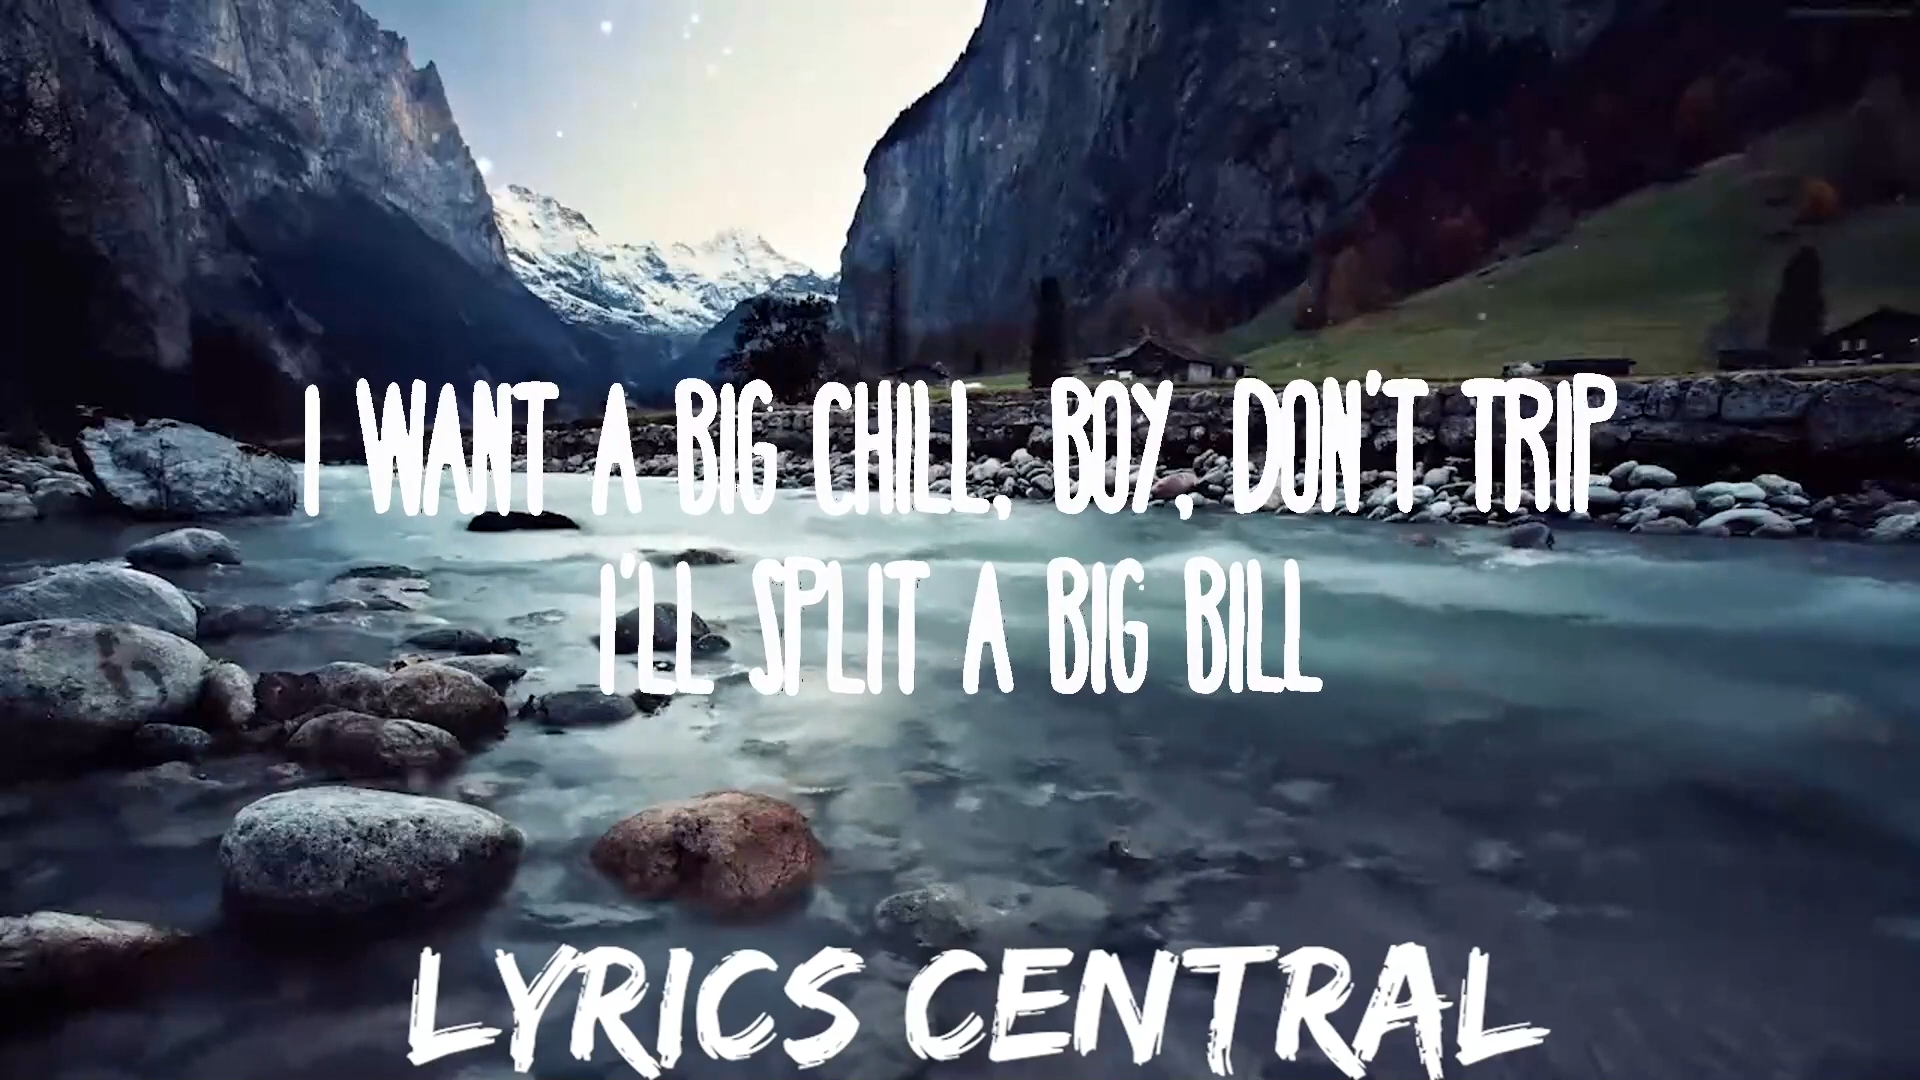 I WANT A BIG CHILL, BOY, DON'T TRIP
I'LL SPLIT A BIG BILL
LYRICS CENTRAL